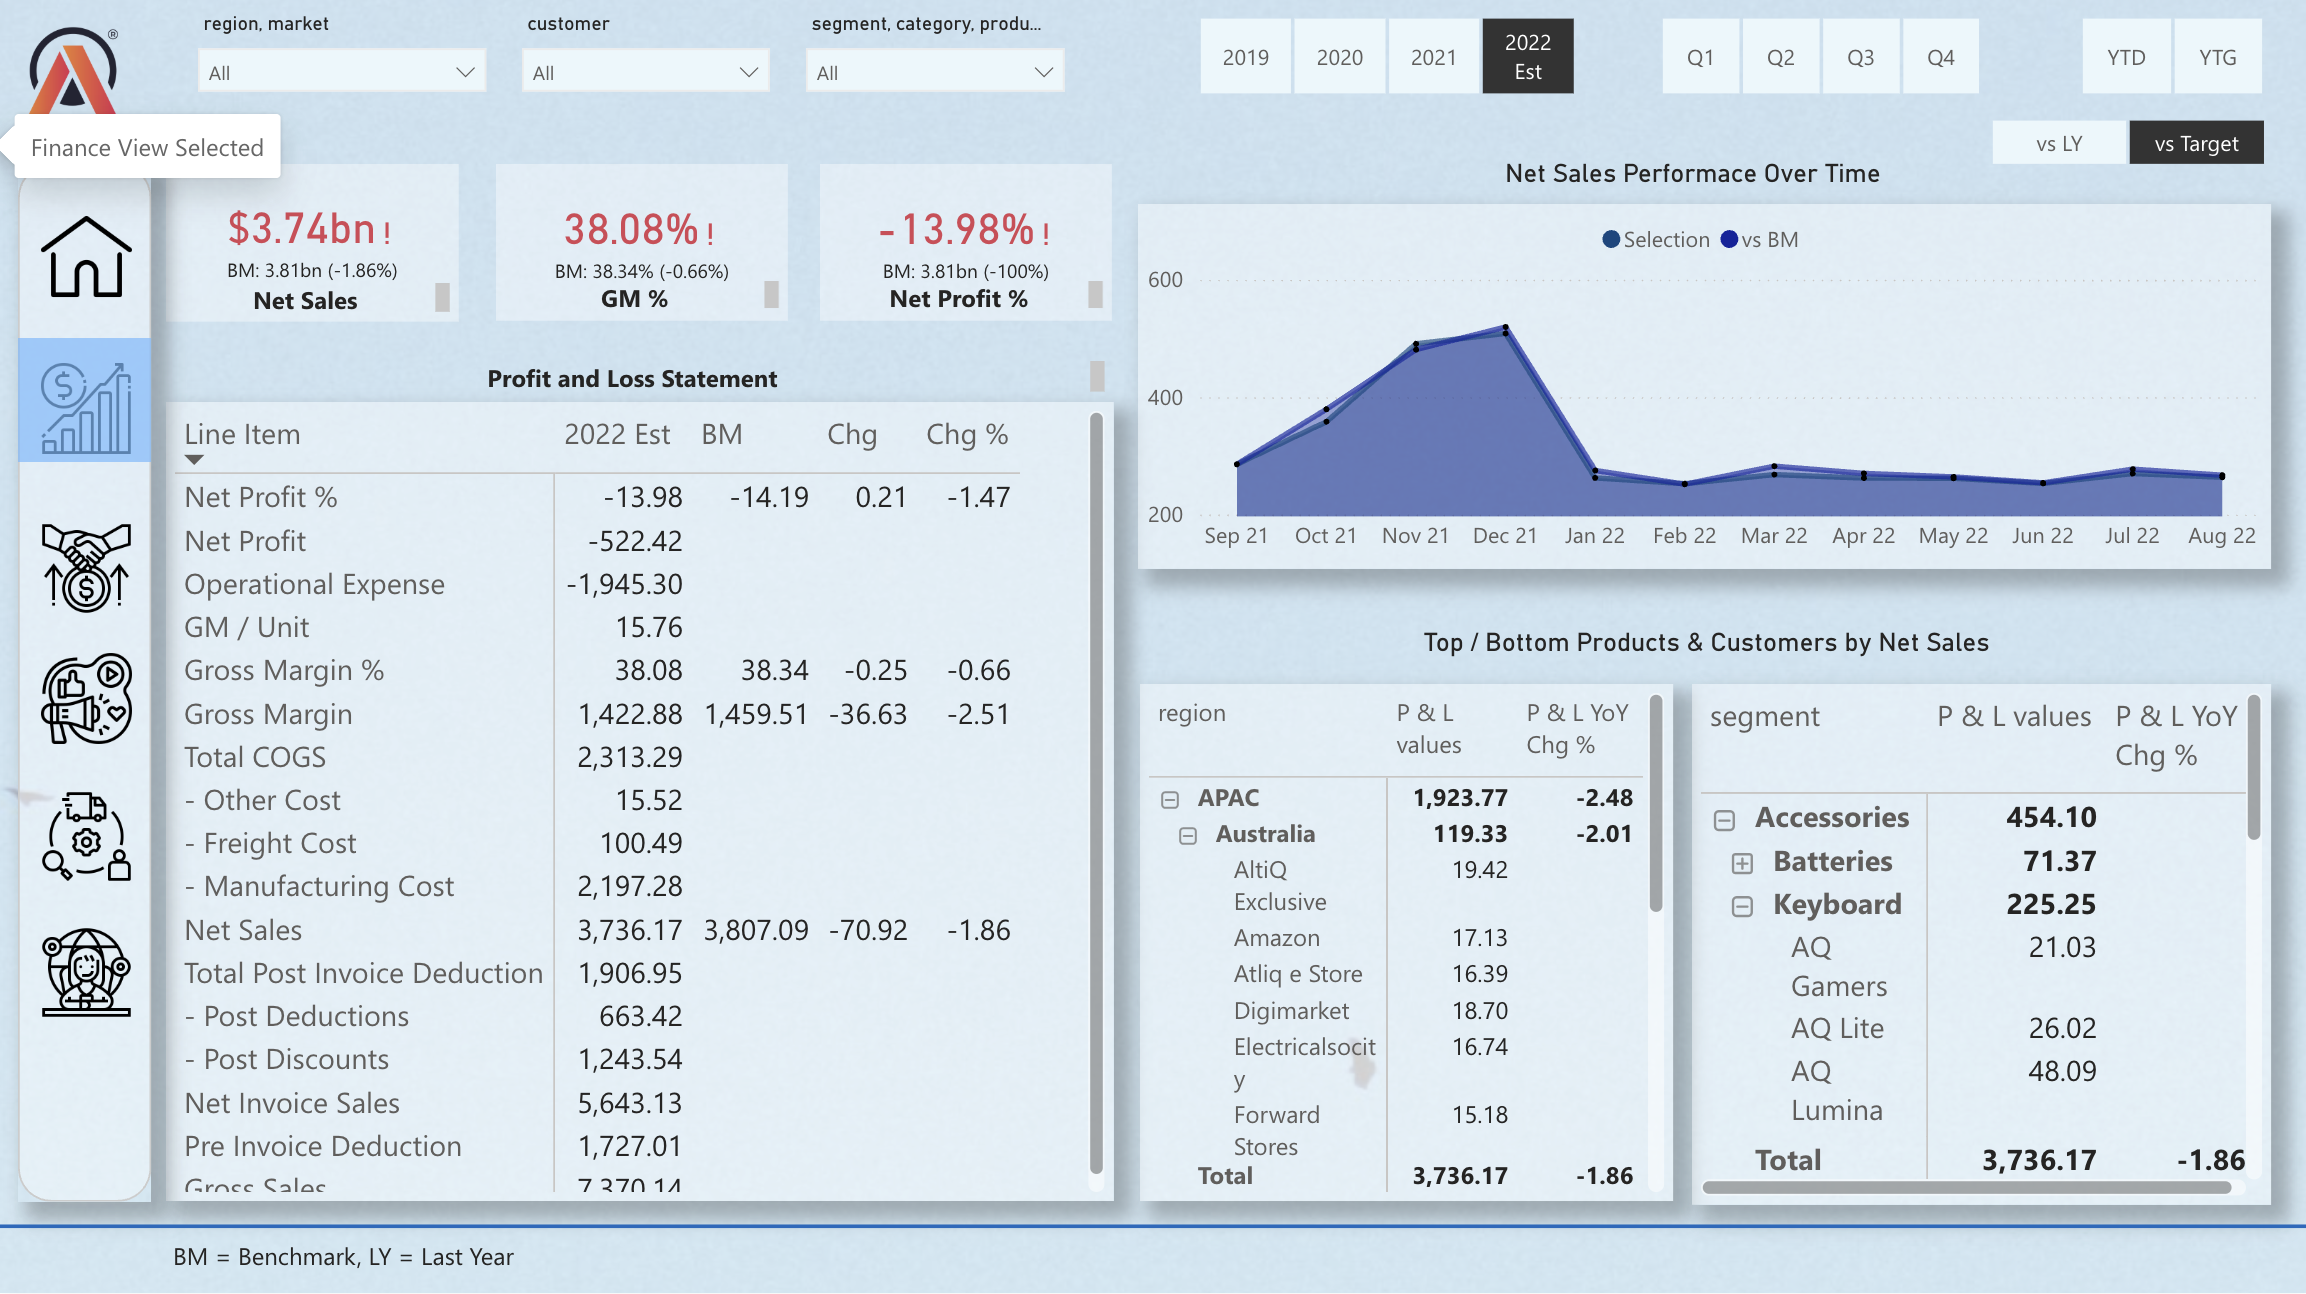 region, market
customer
segment, category, produ...
All
All
All
2019
2020
2021
2022
Est
Q1
Q2
Q3
Q4
YTD
YTG
®
Finance View Selected
vs LY
vs Target
$3.74bn !
BM: 3.81bn (-1.86%)
Net Sales
38.08% !
BM: 38.34% (-0.66%)
GM %
-13.98% !
BM: 3.81bn (-100%)
Net Profit %
Net Sales Performace Over Time
Selection vs BM
600
400
200
Sep 21 Oct 21 Nov 21 Dec 21 Jan 22 Feb 22 Mar 22 Apr 22 May 22 Jun 22 Jul 22 Aug 22
Profit and Loss Statement
Line Item 2022 Est BM Chg Chg %
Net Profit % -13.98 -14.19 0.21 -1.47
Net Profit -522.42
Operational Expense -1,945.30
GM / Unit 15.76
Gross Margin % 38.08 38.34 -0.25 -0.66
Gross Margin 1,422.88 1,459.51 -36.63 -2.51
Total COGS 2,313.29
- Other Cost 15.52
- Freight Cost 100.49
- Manufacturing Cost 2,197.28
Net Sales 3,736.17 3,807.09 -70.92 -1.86
Total Post Invoice Deduction 1,906.95
- Post Deductions 663.42
- Post Discounts 1,243.54
Net Invoice Sales 5,643.13
Pre Invoice Deduction 1,727.01
Gross Sales 7,370.14
Top / Bottom Products & Customers by Net Sales
region P & L P & L YoY
values Chg %
APAC 1,923.77 -2.48
Australia 119.33 -2.01
AltiQ 19.42
Exclusive
Amazon 17.13
Atliq e Store 16.39
Digimarket 18.70
Electricalsocit 16.74
y
Forward 15.18
Stores
Total 3,736.17 -1.86
segment P & L values P & L YoY
Chg %
Accessories 454.10
Batteries 71.37
Keyboard 225.25
AQ 21.03
Gamers
AQ Lite 26.02
AQ 48.09
Lumina
Total 3,736.17 -1.86
BM = Benchmark, LY = Last Year